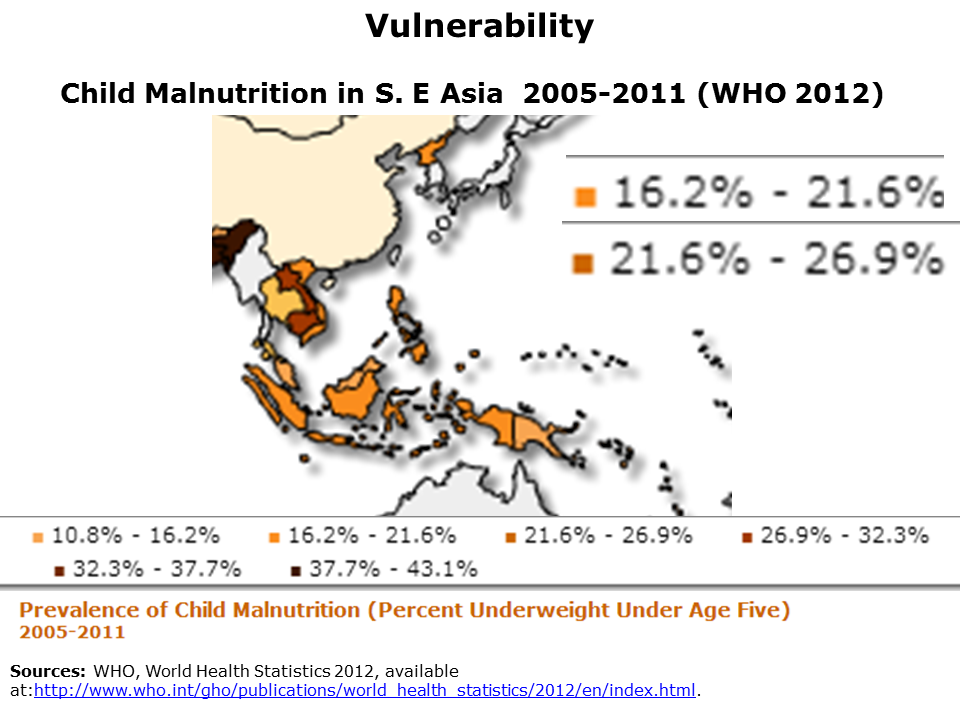 Vulnerability
Child Malnutrition in S. E Asia 2005-2011 (WHO 2012)
16.2% - 21.6%
21.6% - 26.9%
10.8% - 16.2% 16.2% - 21.6% 21.6% - 26.9% 26.9% - 32.3%
32.3% - 37.7% 37.7% - 43.1%
Prevalence of Child Malnutrition (Percent Underweight Under Age Five)
2005-2011
Sources: WHO, World Health Statistics 2012, available
at:http://www.who.int/gho/publications/world_health_statistics/2012/en/index.html.